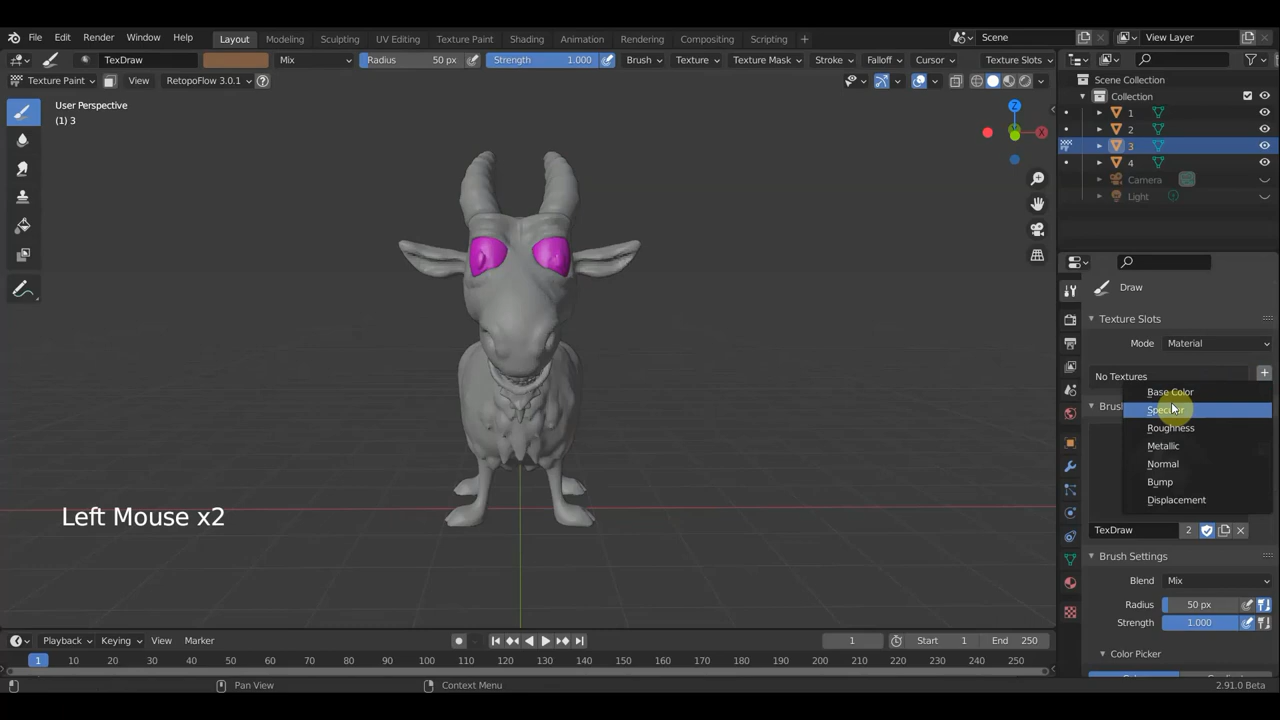 File Edit Render Window Help Layout Modeling Sculpting UV Editing Texture Paint Shading Animation Rendering Compositing Scripting + Scene View Layer
TexDraw Mix Radius 50 px Strength 1.000 Brush Texture Texture Mask Stroke Falloff Cursor Texture Slots
Texture Paint View RetopoFlow 3.0.1 ?
Scene Collection
Collection
1
2
3
4
Camera
Light
User Perspective
(1) 3
Z
X
Draw
Texture Slots
Mode Material
No Textures
Base Color
Brush
Roughness
Metallic
Normal
Bump
Displacement
TexDraw 2
Brush Settings
Blend Mix
Radius 50 px
Strength 1.000
Color Picker
Left Mouse x2
Playback Keying View Marker 1 Start 1 End 250
1 10 20 30 40 50 60 70 80 90 100 110 120 130 140 150 160 170 180 190 200 210 220 230 240 250
Pan View Context Menu 2.91.0 Beta